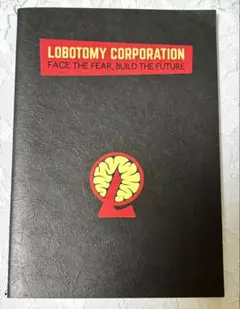 LOBOTOMY CORPORATION
FACE THE FEAR, BUILD THE FUTURE